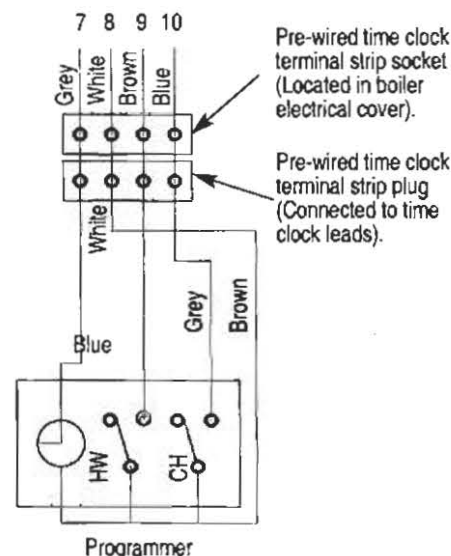 7 8 9 10
Grey
White
Brown
Blue
Pre-wired time clock
terminal strip socket
(Located in boiler
electrical cover).
Pre-wired time clock
terminal strip plug
(Connected to time
clock leads).
White
Grey
Brown
Blue
HW
CH
Programmer